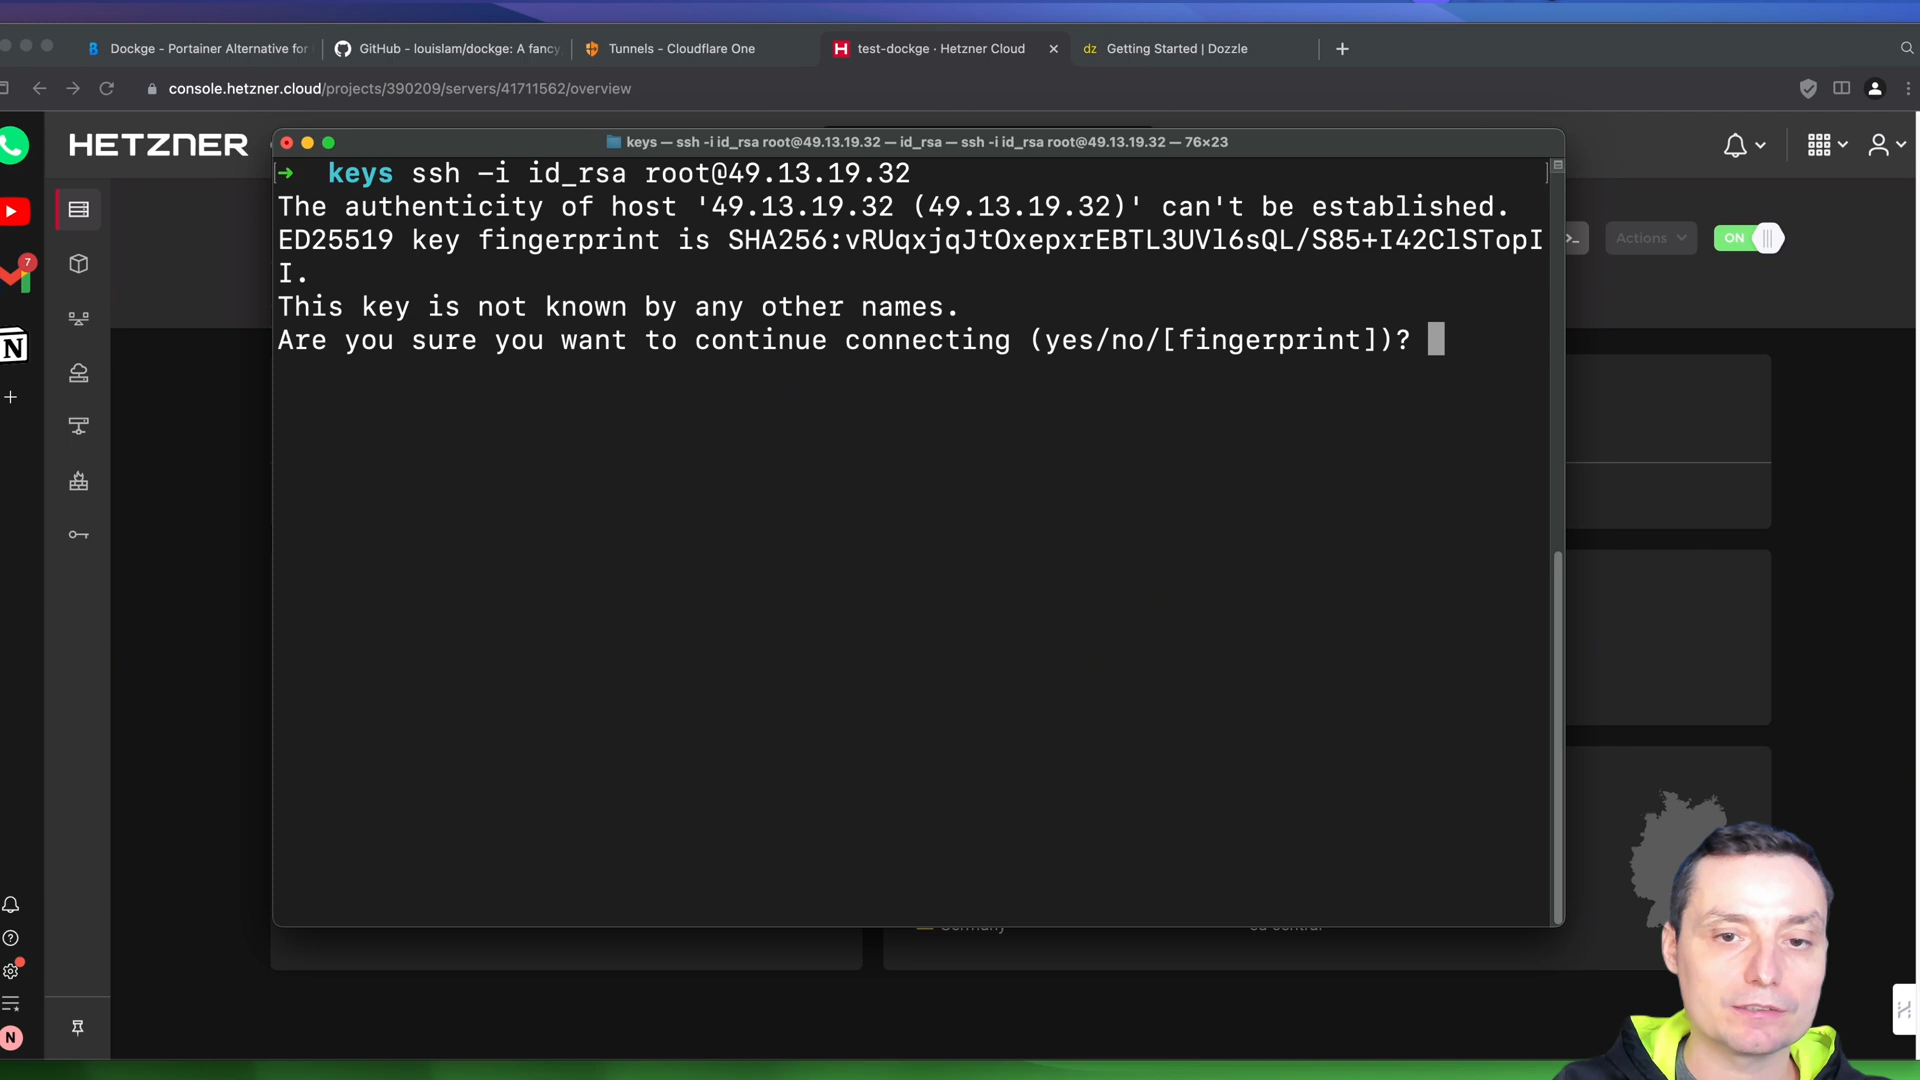 Dockge - Portainer Alternative for
GitHub - louislam/dockge: A fancy,
Tunnels - Cloudflare One
test-dockge · Hetzner Cloud
dz Getting Started | Dozzle
console.hetzner.cloud/projects/390209/servers/41711562/overview
HETZNER
keys — ssh -i id_rsa root@49.13.19.32 — id_rsa — ssh -i id_rsa root@49.13.19.32 — 76×23
➜ keys ssh -i id_rsa root@49.13.19.32
The authenticity of host '49.13.19.32 (49.13.19.32)' can't be established.
ED25519 key fingerprint is SHA256:vRUqxjqJtOxepxrEBTL3UVl6sQL/S85+I42ClSTopI
I.
This key is not known by any other names.
Are you sure you want to continue connecting (yes/no/[fingerprint])?
Actions
ON
7
N
N
Germany